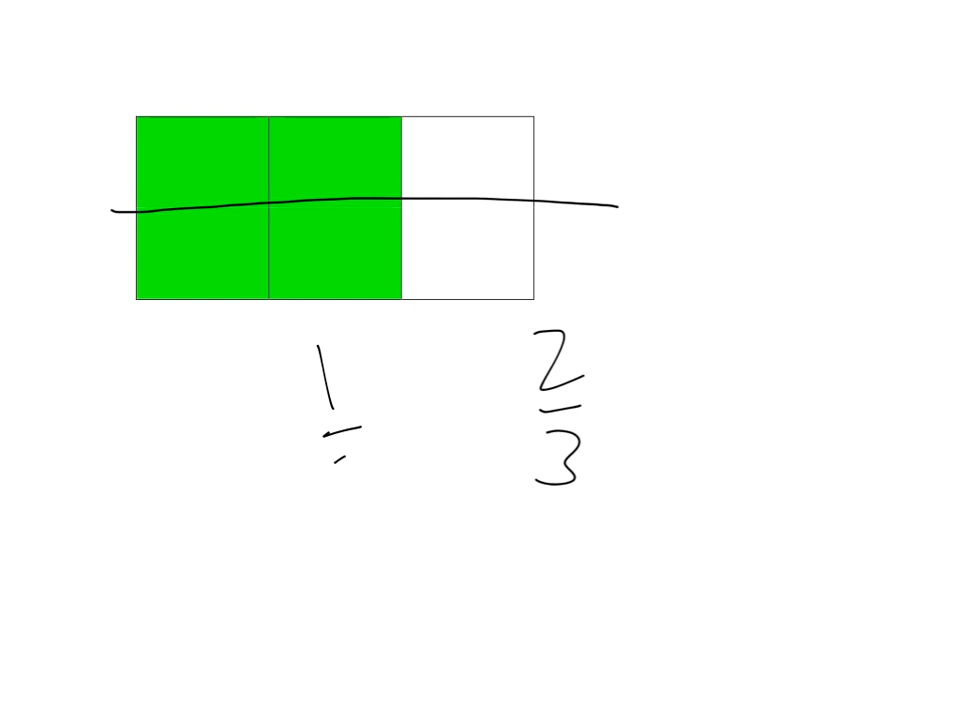 1 2
— —
3